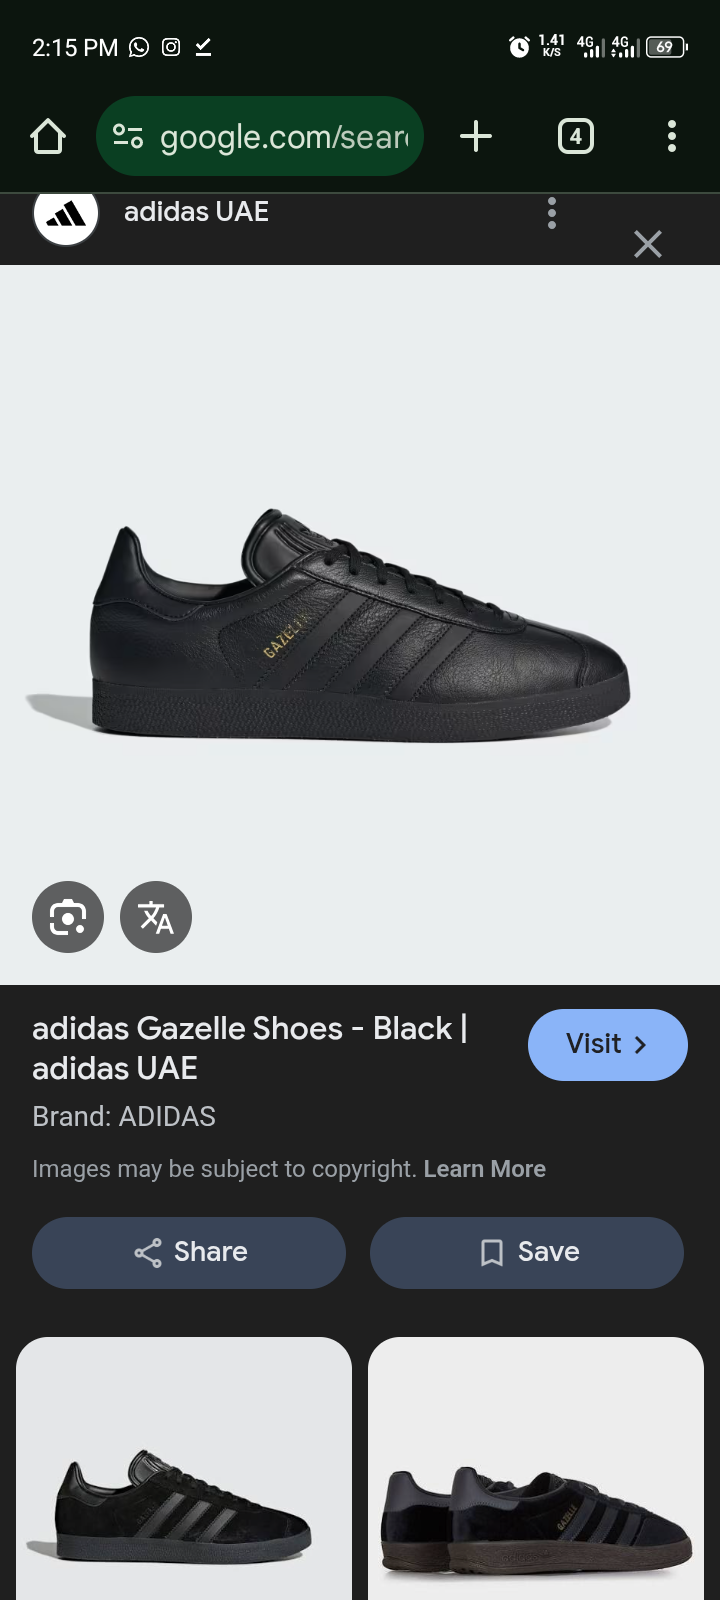 2:15 PM
1.41
K/S
4G
4G
69
google.com/sear
4
adidas UAE
GAZELLE
adidas Gazelle Shoes - Black |
adidas UAE
Visit
Brand: ADIDAS
Images may be subject to copyright. Learn More
Share
Save
GAZELLE